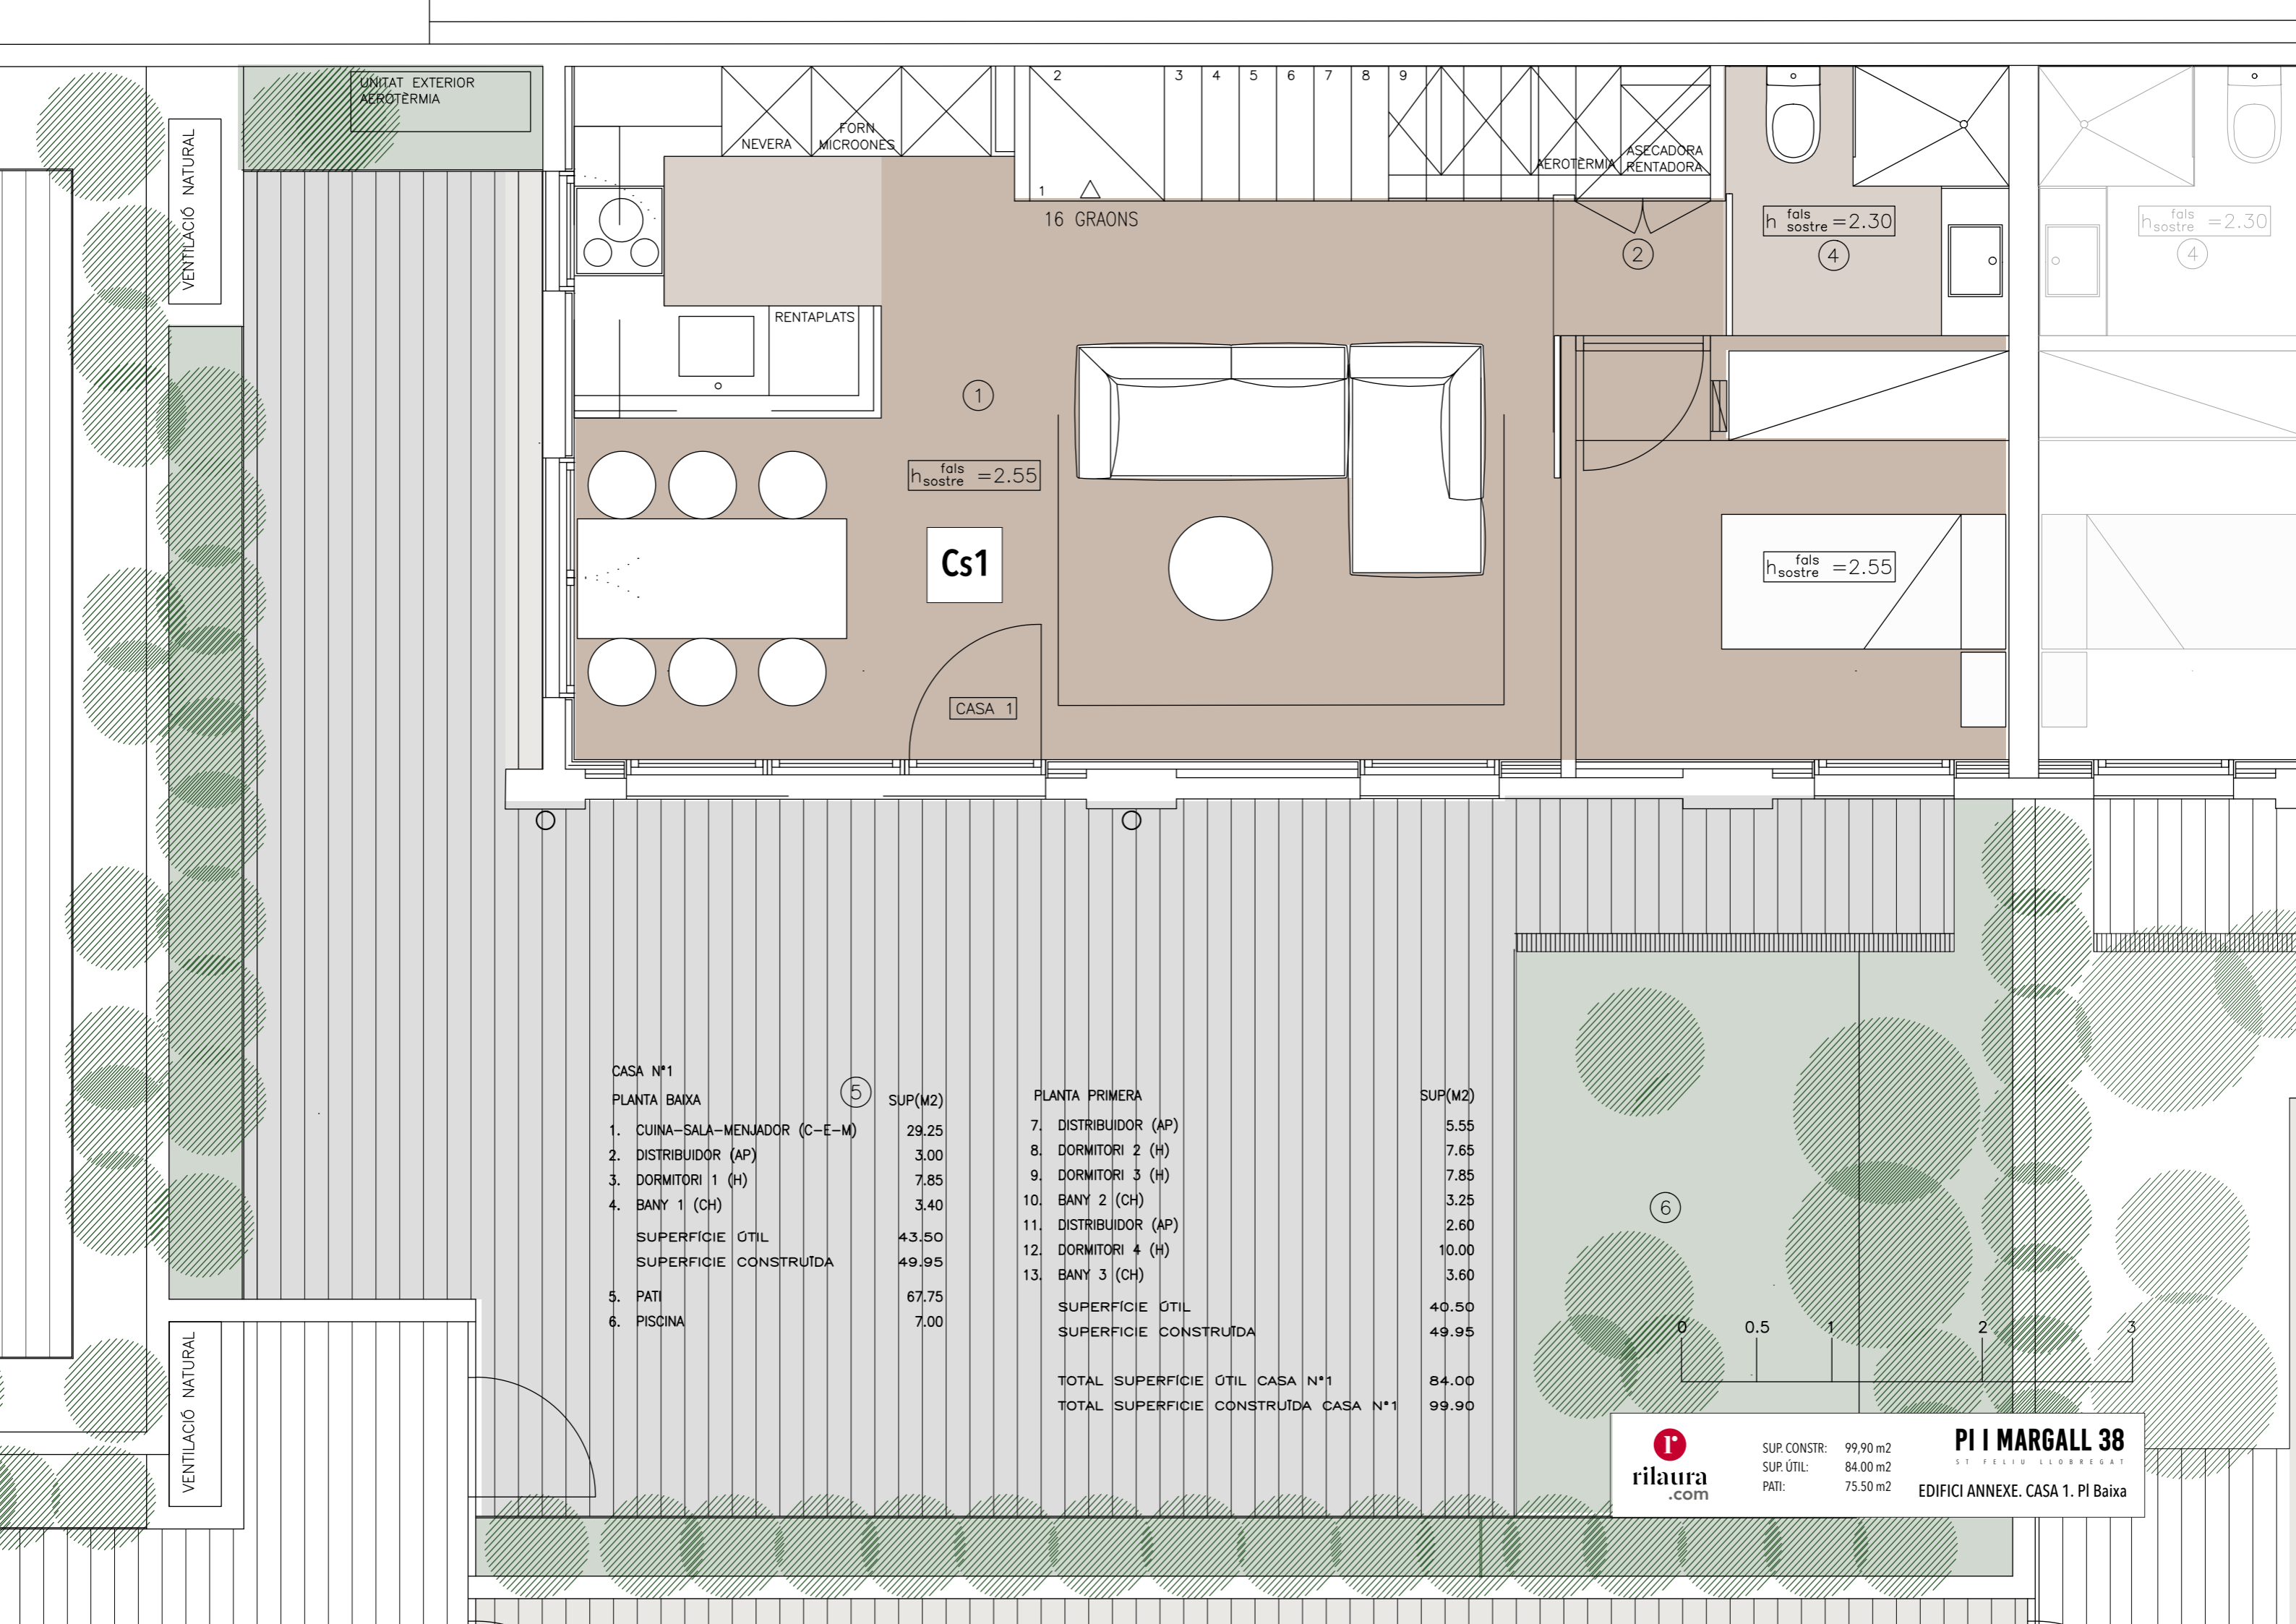 UNITAT EXTERIOR
AEROTÈRMIA
VENTILACIÓ NATURAL
NEVERA
FORN
MICROONES
2
3
4
5
6
7
8
9
1
16 GRAONS
AEROTÈRMIA
ASECADORA
RENTADORA
h fals sostre =2.30
4
2
h fals sostre =2.30
4
RENTAPLATS
1
h fals sostre =2.55
Cs1
h fals sostre =2.55
CASA 1
CASA Nº1
5
PLANTA BAIXA SUP(M2)
1. CUINA-SALA-MENJADOR (C-E-M) 29.25
2. DISTRIBUIDOR (AP) 3.00
3. DORMITORI 1 (H) 7.85
4. BANY 1 (CH) 3.40
SUPERFÍCIE ÚTIL 43.50
SUPERFICIE CONSTRUÏDA 49.95
5. PATI 67.75
6. PISCINA 7.00
PLANTA PRIMERA SUP(M2)
7. DISTRIBUIDOR (AP) 5.55
8. DORMITORI 2 (H) 7.65
9. DORMITORI 3 (H) 7.85
10. BANY 2 (CH) 3.25
11. DISTRIBUIDOR (AP) 2.60
12. DORMITORI 4 (H) 10.00
13. BANY 3 (CH) 3.60
SUPERFÍCIE ÚTIL 40.50
SUPERFICIE CONSTRUÏDA 49.95
TOTAL SUPERFÍCIE ÚTIL CASA Nº1 84.00
TOTAL SUPERFICIE CONSTRUÏDA CASA Nº1 99.90
6
0 0.5 1 2 3
VENTILACIÓ NATURAL
r
rilaura
.com
SUP. CONSTR: 99,90 m2
SUP. ÚTIL: 84.00 m2
PATI: 75.50 m2
PI I MARGALL 38
ST FELIU LLOBREGAT
EDIFICI ANNEXE. CASA 1. Pl Baixa